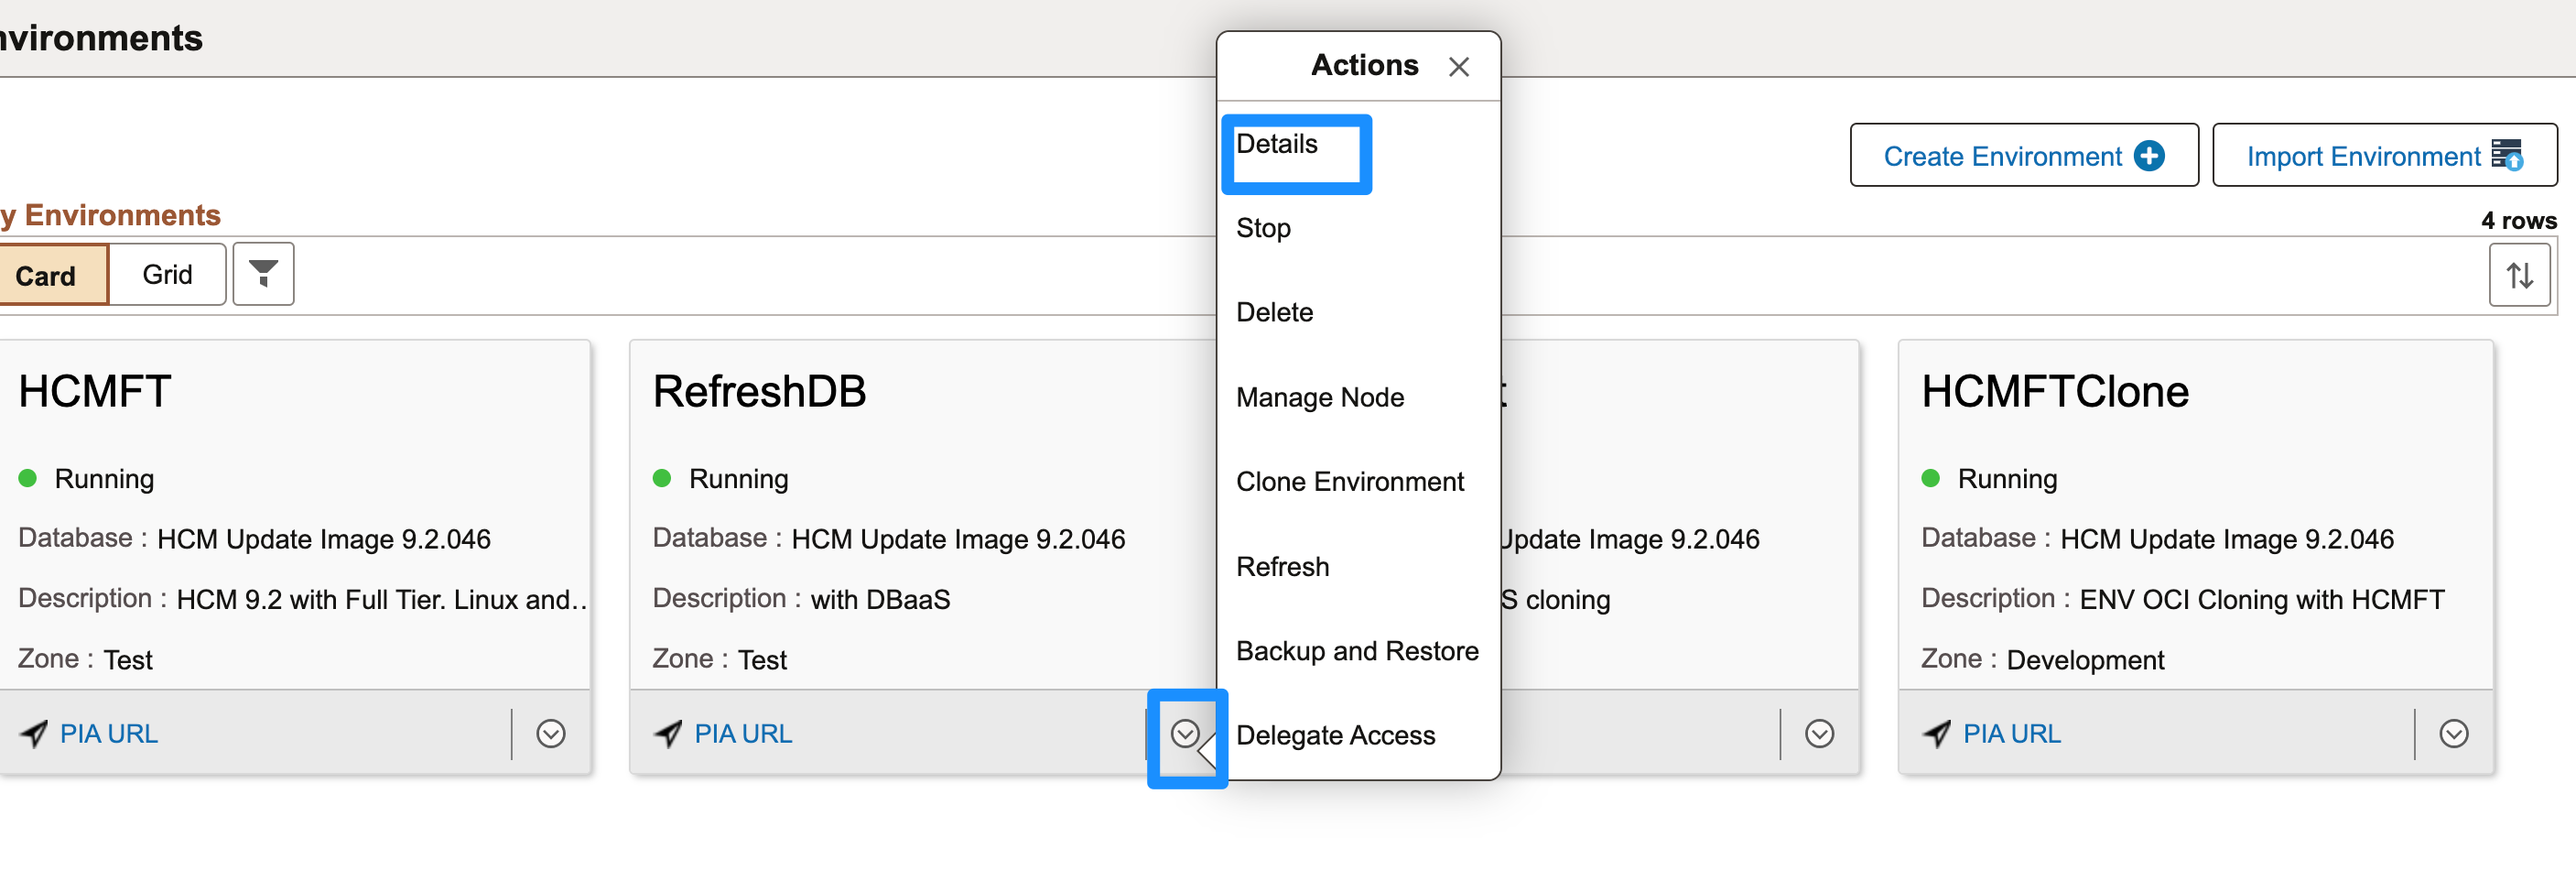 nvironments
Actions
Details
Stop
Delete
Manage Node
Clone Environment
Refresh
Backup and Restore
Delegate Access
Create Environment
Import Environment
y Environments
4 rows
Card
Grid
HCMFT
Running
Database : HCM Update Image 9.2.046
Description : HCM 9.2 with Full Tier. Linux and..
Zone : Test
PIA URL
RefreshDB
Running
Database : HCM Update Image 9.2.046
Description : with DBaaS
Zone : Test
PIA URL
t
Update Image 9.2.046
S cloning
HCMFTClone
Running
Database : HCM Update Image 9.2.046
Description : ENV OCI Cloning with HCMFT
Zone : Development
PIA URL